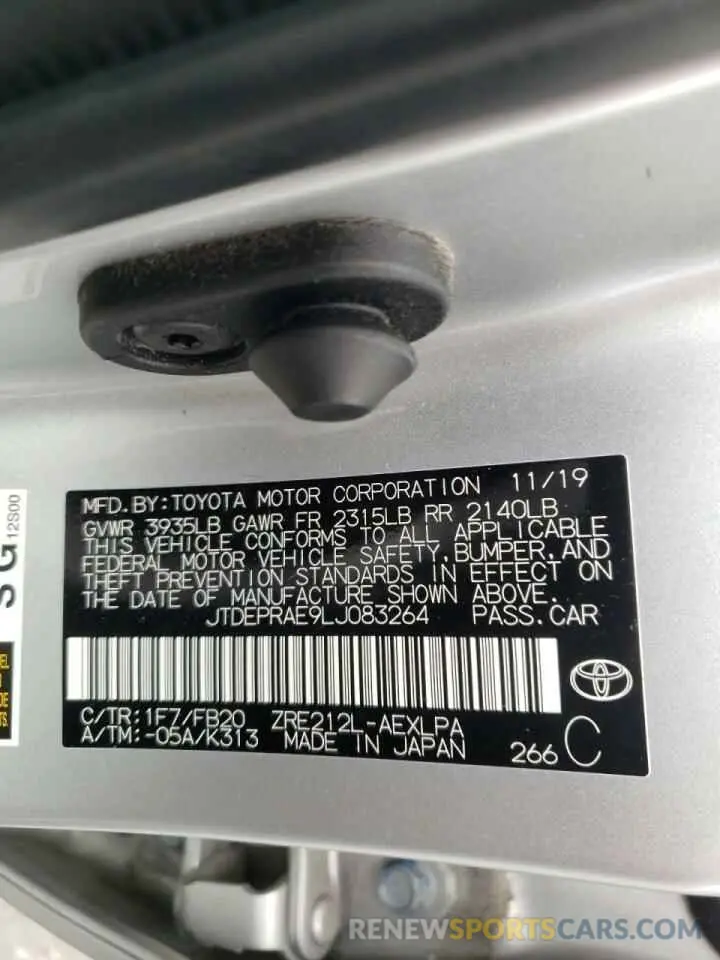 MFD. BY: TOYOTA MOTOR CORPORATION 11/19
GVWR 3935LB GAWR FR 2315LB RR 2140LB
THIS VEHICLE CONFORMS TO ALL APPLICABLE
FEDERAL MOTOR VEHICLE SAFETY, BUMPER, AND
THEFT PREVENTION STANDARDS IN EFFECT ON
THE DATE OF MANUFACTURE SHOWN ABOVE.
JTDEPRAE9LJ083264 PASS. CAR
C/TR: 1F7/FB20 ZRE212L-AEXLPA
A/TM: -05A/K313 MADE IN JAPAN 266 C
SG
12S00
RENEWSPORTSCARS.COM